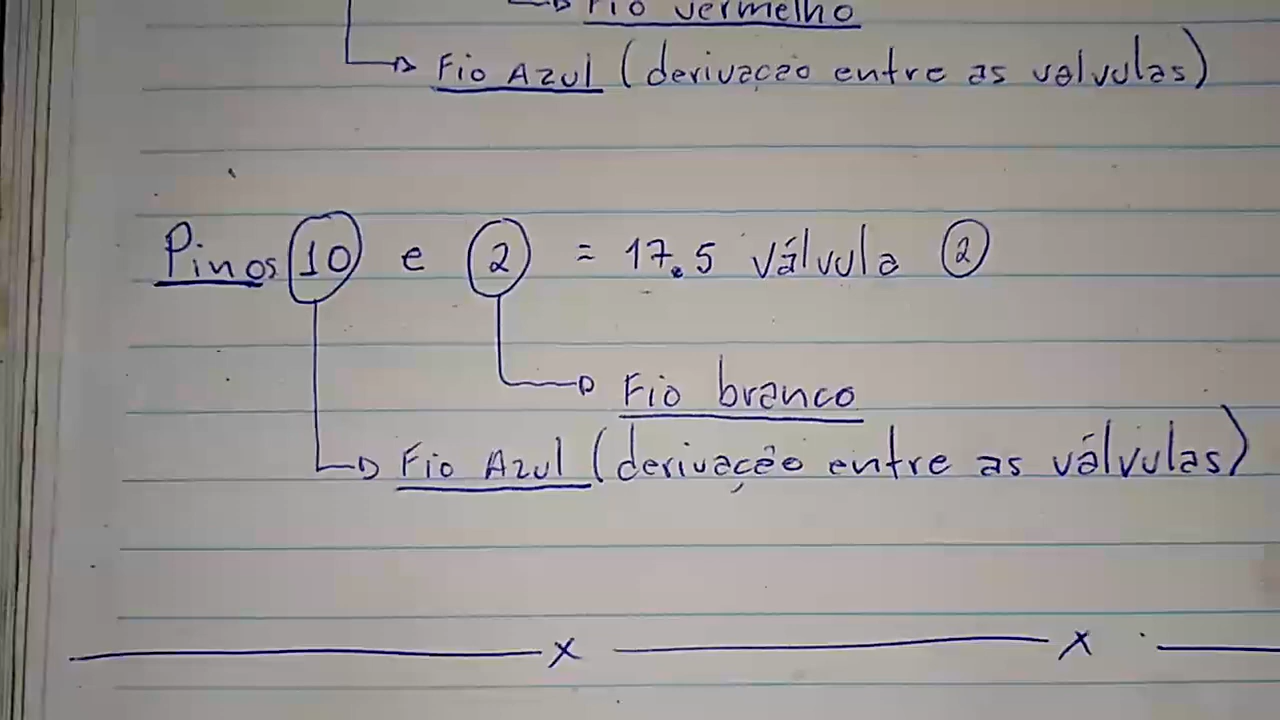 Fio vermelho
Fio Azul (derivação entre as valvulas)
Pinos 10 e 2 = 17.5 válvula 2
Fio branco
Fio Azul (derivação entre as válvulas)
x x